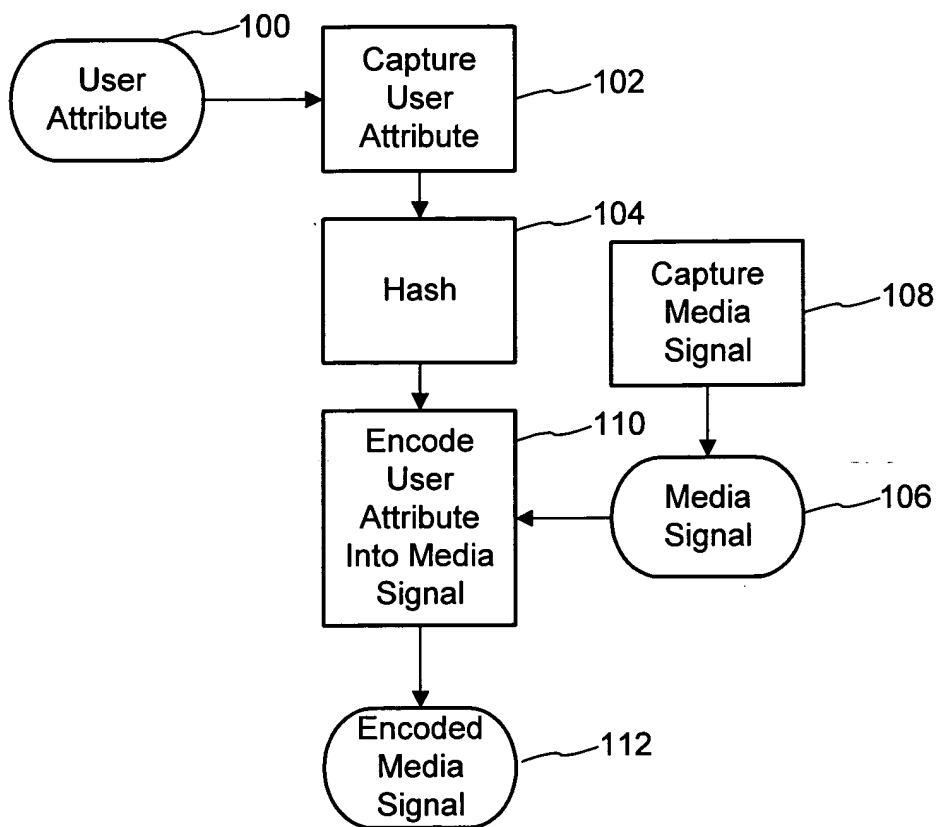 100
User
Attribute
Capture
User
Attribute
102
Hash
104
Capture
Media
Signal
108
Encode
User
Attribute
Into Media
Signal
110
Media
Signal
106
Encoded
Media
Signal
112